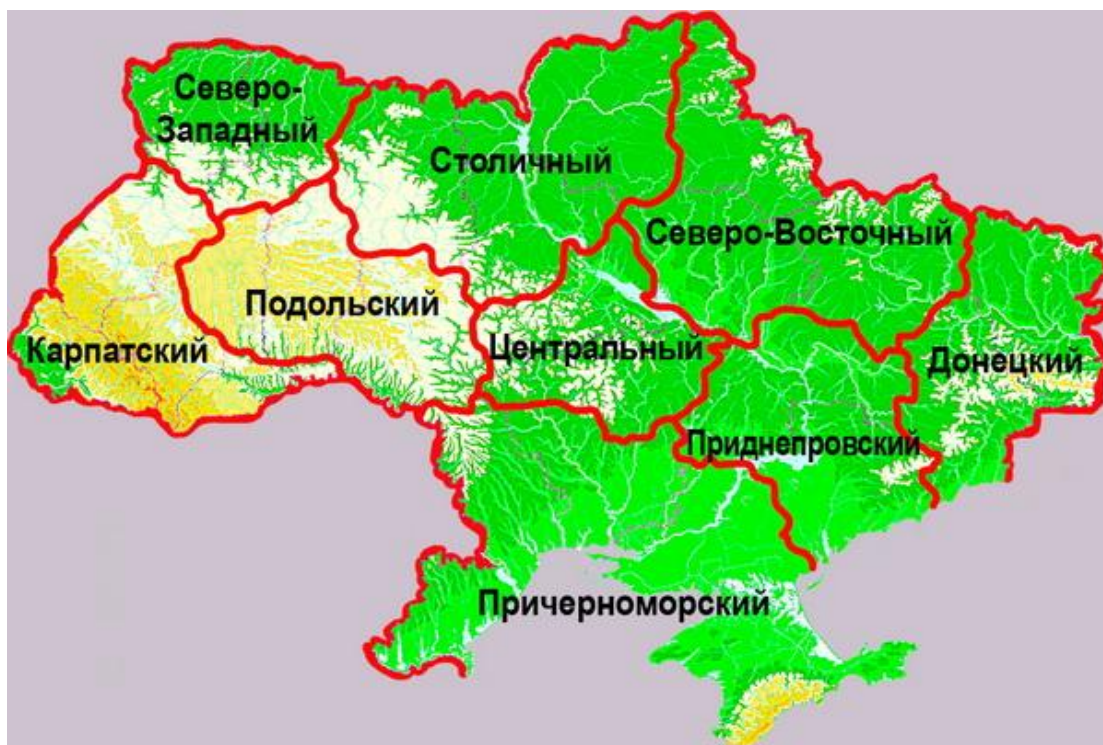 Северо-
Западный
Столичный
Северо-Восточный
Подольский
Карпатский
Центральный
Донецкий
Приднепровский
Причерноморский